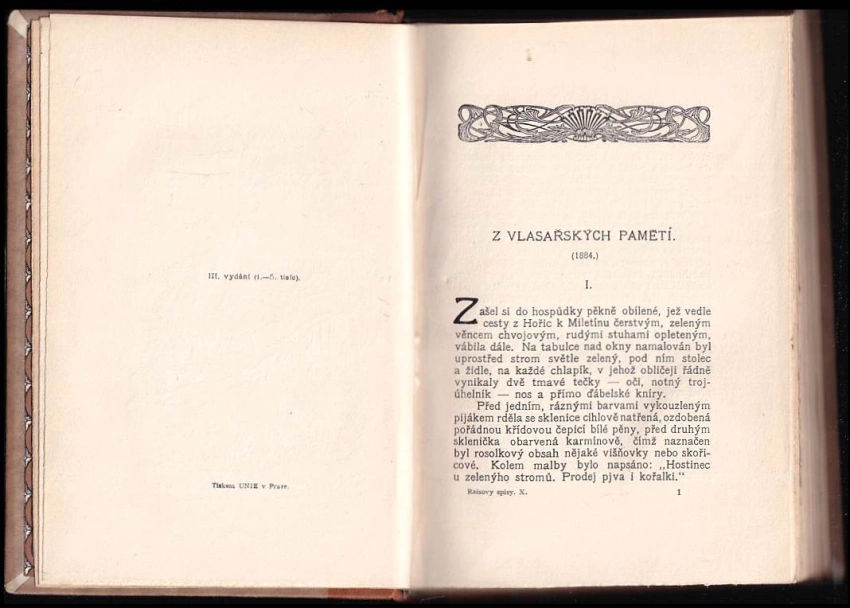 III. vydání (1.—5. tisíc).
Tiskem UNIE v Praze.
Z VLASAŘSKÝCH PAMĚTÍ.
(1884.)
I.
Zašel si do hospůdky pěkně obílené, jež vedle
cesty z Hořic k Miletínu čerstvým, zeleným
věncem chvojovým, rudými stuhami opleteným,
vábila dále. Na tabulce nad okny namalován byl
uprostřed strom světle zelený, pod ním stolec
a židle, na každé chlapík, v jehož obličeji řádně
vynikaly dvě tmavé tečky — oči, notný troj-
úhelník — nos a přímo ďábelské kníry.
Před jedním, ráznými barvami vykouzleným
pijákem rděla se sklenice cihlově natřená, ozdobená
pořádnou křídovou čepicí bílé pěny, před druhým
sklenička obarvená karmínově, čímž naznačen
byl rosolkový obsah nějaké višňovky nebo skoři-
cové. Kolem malby bylo napsáno: „Hostinec
u zelenýho stromů. Prodej pjva i kořalki.“
Raisovy spisy. X.
1